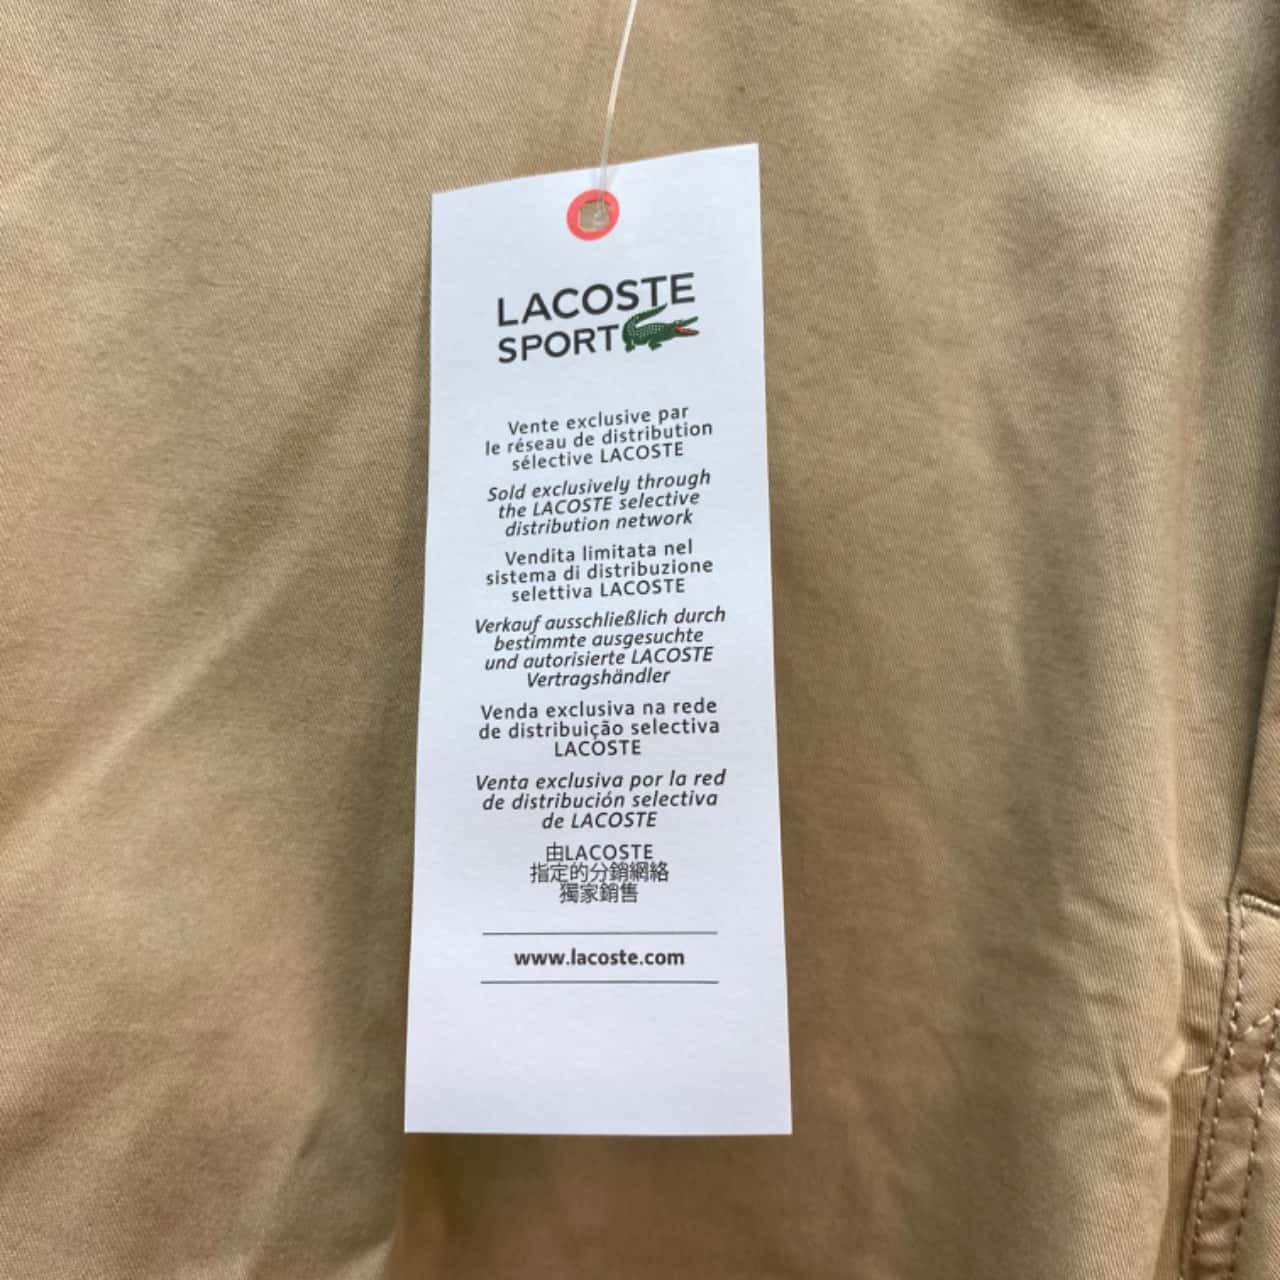 LACOSTE
SPORT
Vente exclusive par
le réseau de distribution
sélective LACOSTE
Sold exclusively through
the LACOSTE selective
distribution network
Vendita limitata nel
sistema di distribuzione
selettiva LACOSTE
Verkauf ausschließlich durch
bestimmte ausgesuchte
und autorisierte LACOSTE
Vertragshändler
Venda exclusiva na rede
de distribuição selectiva
LACOSTE
Venta exclusiva por la red
de distribución selectiva
de LACOSTE
由LACOSTE
指定的分銷網絡
獨家銷售
www.lacoste.com